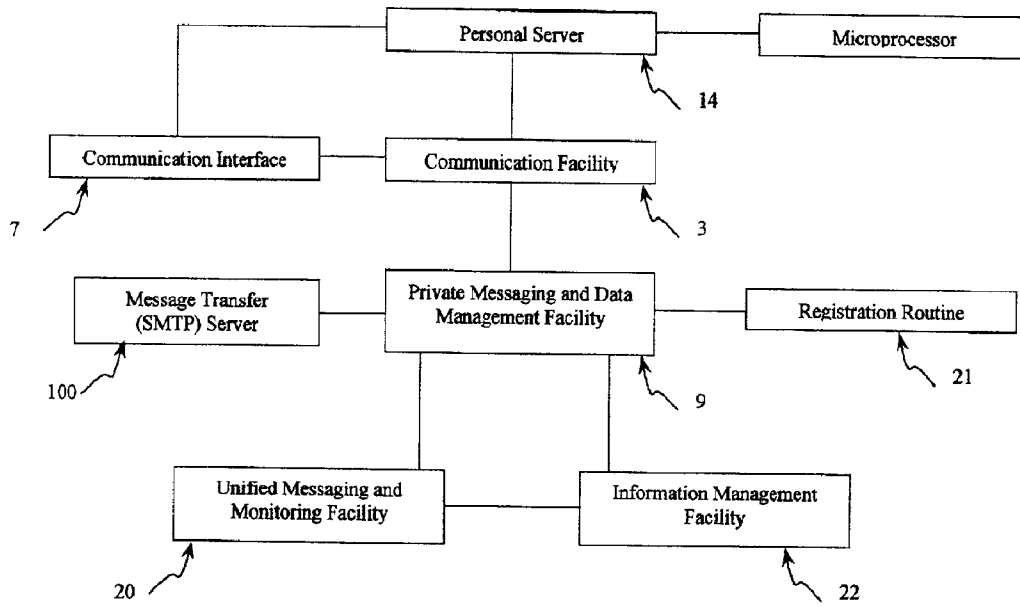 Personal Server
Microprocessor
14
Communication Interface
Communication Facility
7
3
Message Transfer
(SMTP) Server
Private Messaging and Data
Management Facility
Registration Routine
100
9
21
Unified Messaging and
Monitoring Facility
Information Management
Facility
20
22